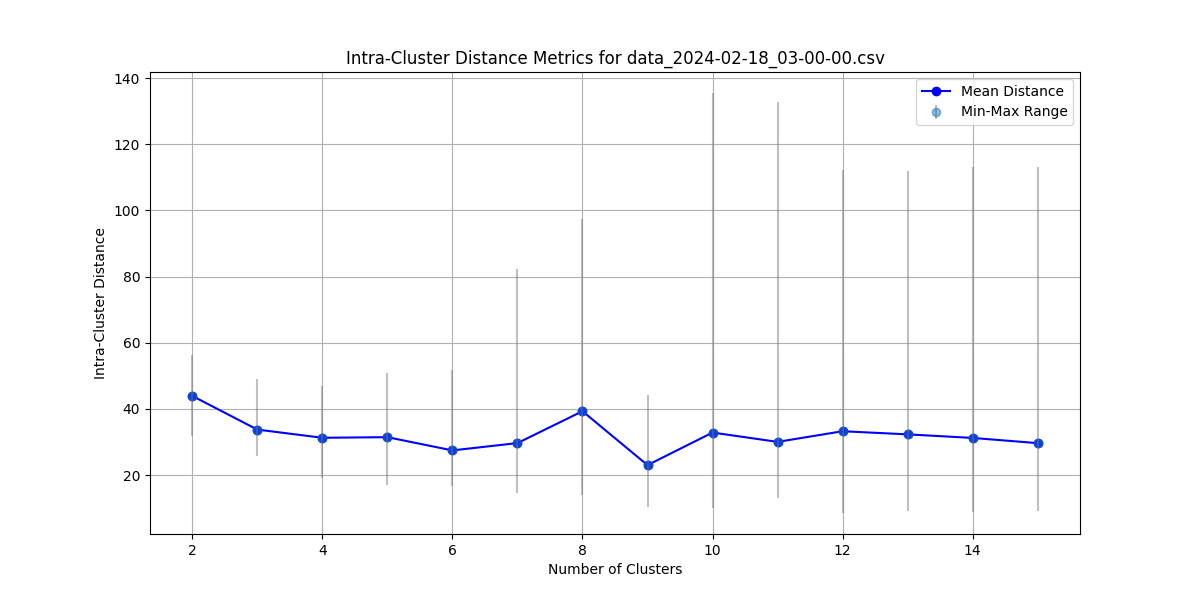 Intra-Cluster Distance Metrics for data_2024-02-18_03-00-00.csv
Mean Distance
Min-Max Range
Intra-Cluster Distance
140
120
100
80
60
40
20
2 4 6 8 10 12 14
Number of Clusters